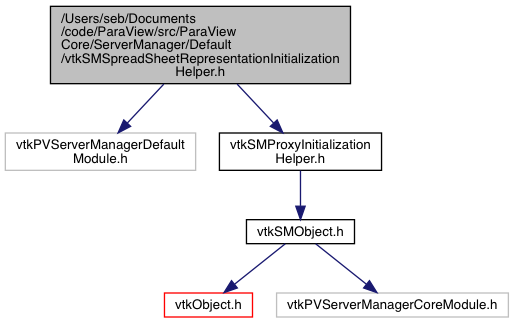 /Users/seb/Documents
/code/ParaView/src/ParaView
Core/ServerManager/Default
/vtkSMSpreadSheetRepresentationInitialization
Helper.h
vtkPVServerManagerDefault
Module.h
vtkSMProxyInitialization
Helper.h
vtkSMObject.h
vtkObject.h
vtkPVServerManagerCoreModule.h